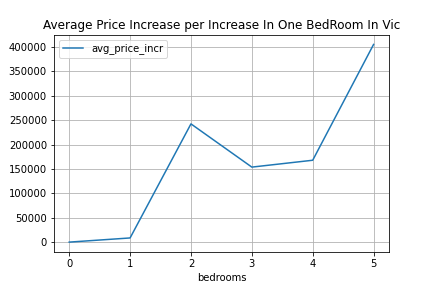 Average Price Increase per Increase In One BedRoom In Vic
avg_price_incr
400000
350000
300000
250000
200000
150000
100000
50000
0
0 1 2 3 4 5
bedrooms